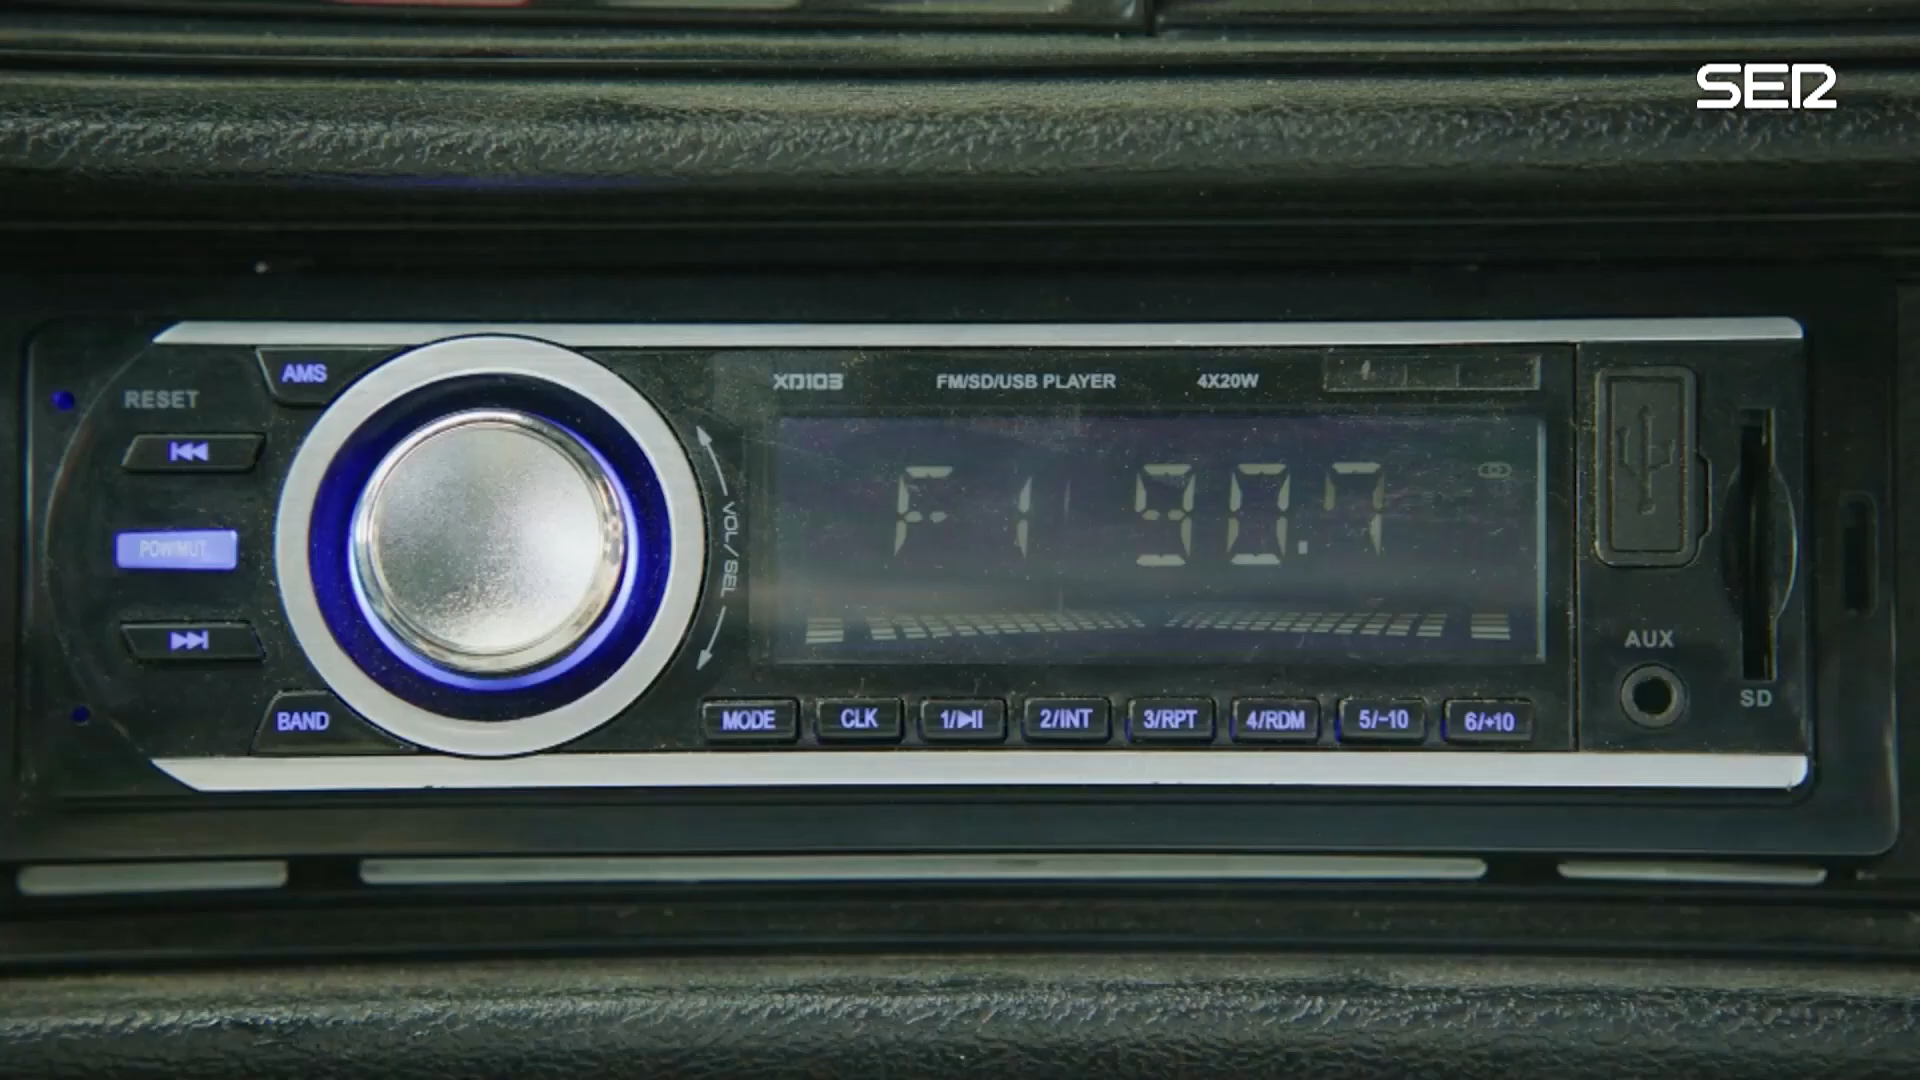 SER
XD103 FM/SD/USB PLAYER 4X20W
AMS
RESET
F1 90.7
POW/MUT
VOL/SEL
AUX
SD
BAND
MODE CLK 1/⏯ 2/INT 3/RPT 4/RDM 5/-10 6/+10